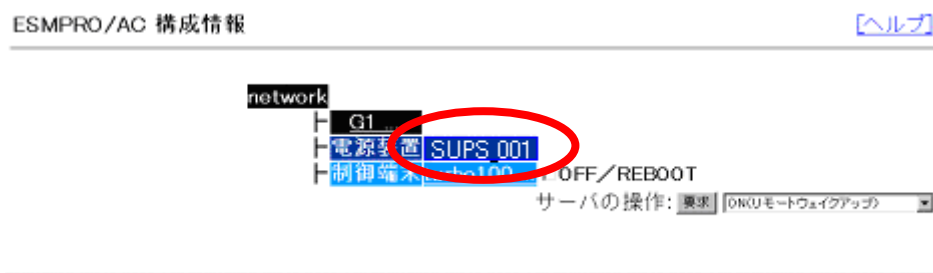 ESMPRO/AC 構成情報 [ヘルプ]
network
G1 ...
電源装置 SUPS_001
制御端末 OFF/REBOOT
サーバの操作: 要求 ON(リモートウェイクアップ)